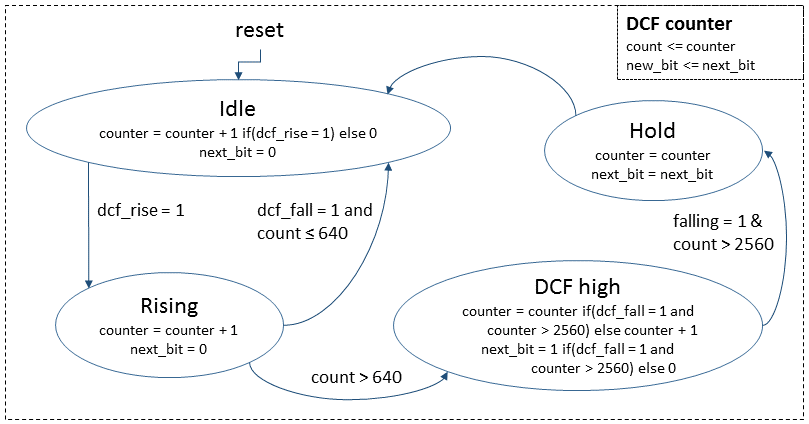 reset
DCF counter
count <= counter
new_bit <= next_bit
Idle
counter = counter + 1 if(dcf_rise = 1) else 0
next_bit = 0
Hold
counter = counter
next_bit = next_bit
dcf_rise = 1
dcf_fall = 1 and
count ≤ 640
falling = 1 &
count > 2560
Rising
counter = counter + 1
next_bit = 0
DCF high
counter = counter if(dcf_fall = 1 and
counter > 2560) else counter + 1
next_bit = 1 if(dcf_fall = 1 and
counter > 2560) else 0
count > 640